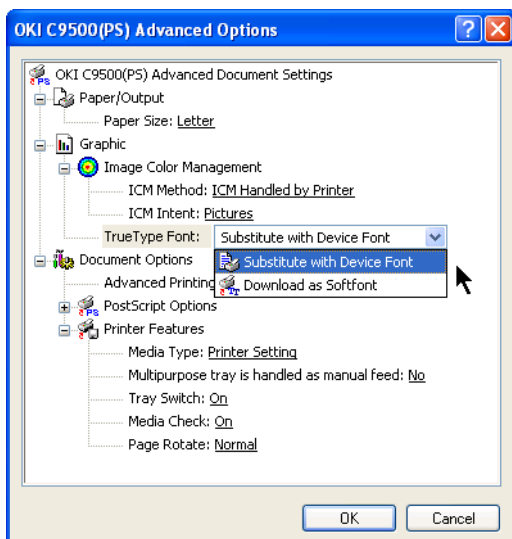 OKI C9500(PS) Advanced Options
OKI C9500(PS) Advanced Document Settings
Paper/Output
Paper Size: Letter
Graphic
Image Color Management
ICM Method: ICM Handled by Printer
ICM Intent: Pictures
TrueType Font: Substitute with Device Font
Substitute with Device Font
Download as Softfont
Document Options
Advanced Printing
PostScript Options
Printer Features
Media Type: Printer Setting
Multipurpose tray is handled as manual feed: No
Tray Switch: On
Media Check: On
Page Rotate: Normal
OK Cancel